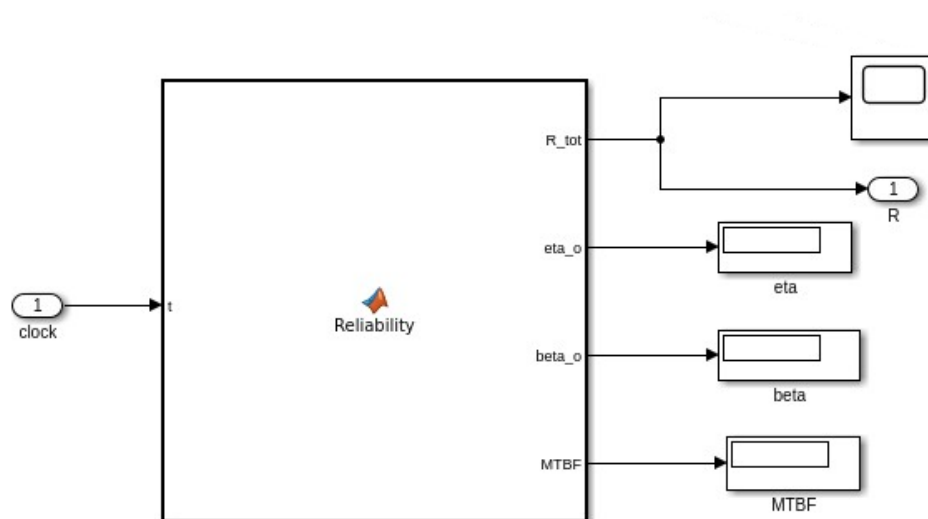 R_tot
1
R
eta_o
eta
1
clock
t
Reliability
beta_o
beta
MTBF
MTBF